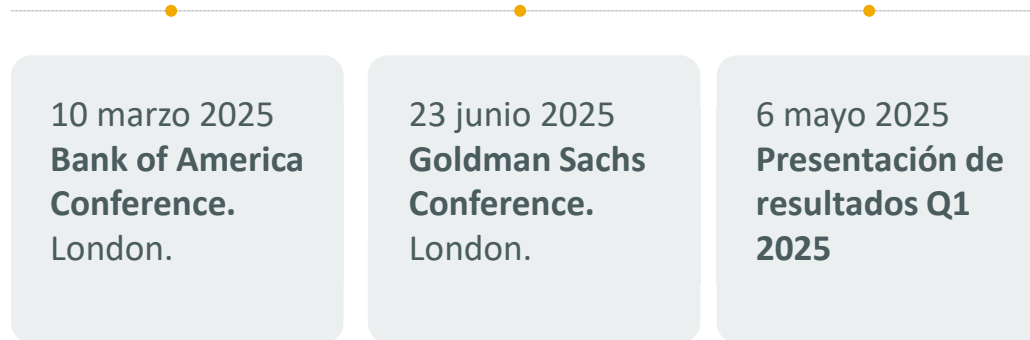 10 marzo 2025
Bank of America
Conference.
London.
23 junio 2025
Goldman Sachs
Conference.
London.
6 mayo 2025
Presentación de
resultados Q1
2025